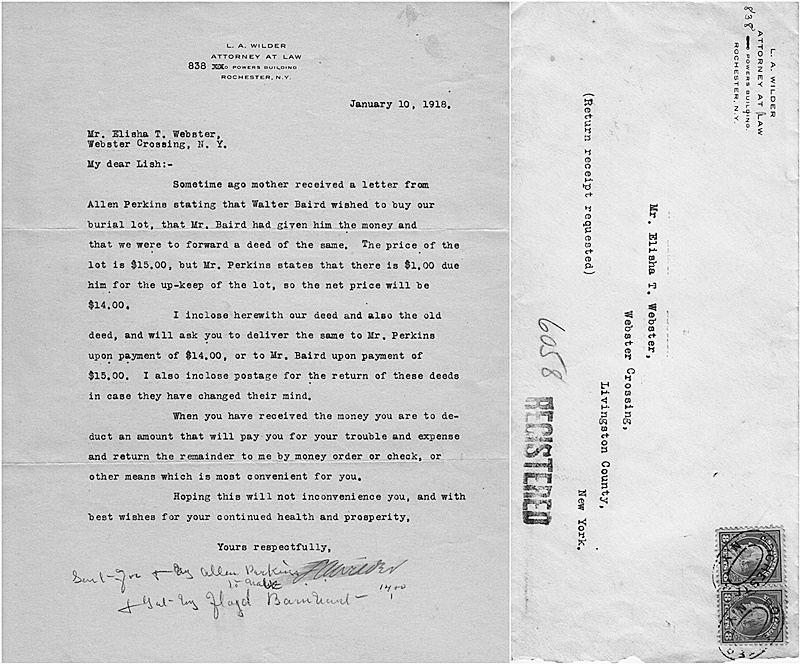 L. A. WILDER
ATTORNEY AT LAW
838 POWERS BUILDING
ROCHESTER, N.Y.
January 10, 1918.
Mr. Elisha T. Webster,
Webster Crossing, N. Y.
My dear Lish:-
Sometime ago mother received a letter from
Allen Perkins stating that Walter Baird wished to buy our
burial lot, that Mr. Baird had given him the money and
that we were to forward a deed of the same. The price of the
lot is $15.00, but Mr. Perkins states that there is $1.00 due
him for the up-keep of the lot, so the net price will be
$14.00.
I inclose herewith our deed and also the old
deed, and will ask you to deliver the same to Mr. Perkins
upon payment of $14.00, or to Mr. Baird upon payment of
$15.00. I also inclose postage for the return of these deeds
in case they have changed their mind.
When you have received the money you are to de-
duct an amount that will pay you for your trouble and expense
and return the remainder to me by money order or check, or
other means which is most convenient for you.
Hoping this will not inconvenience you, and with
best wishes for your continued health and prosperity,
Yours respectfully,
LAWilder
Allen Perkins
14,00
Floyd Barnhart
L. A. WILDER
ATTORNEY AT LAW
838 POWERS BUILDING.
ROCHESTER, N.Y.
(Return receipt requested)
Mr. Elisha T. Webster,
Webster Crossing,
Livingston County,
New York.
6058
REGISTERED